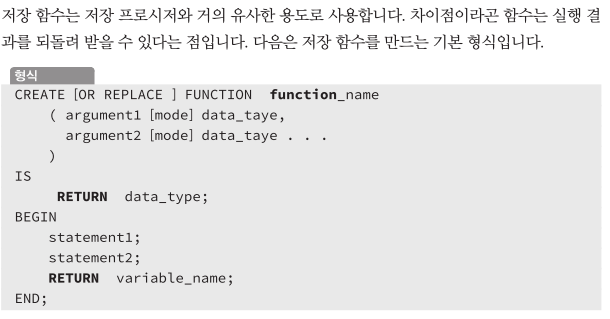 저장 함수는 저장 프로시저와 거의 유사한 용도로 사용합니다. 차이점이라곤 함수는 실행 결
과를 되돌려 받을 수 있다는 점입니다. 다음은 저장 함수를 만드는 기본 형식입니다.
형식
CREATE [OR REPLACE ] FUNCTION function_name
( argument1 [mode] data_taye,
argument2 [mode] data_taye . . .
)
IS
RETURN data_type;
BEGIN
statement1;
statement2;
RETURN variable_name;
END;